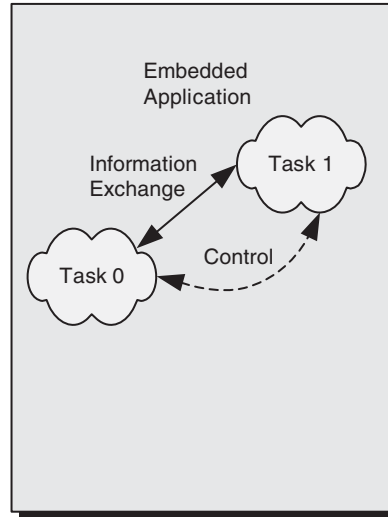 Embedded
Application
Information
Exchange
Task 1
Control
Task 0